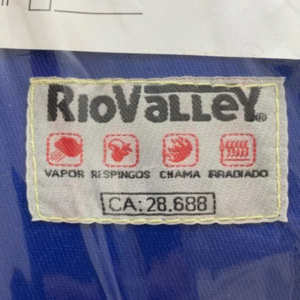 RIOVALLEY®
VAPOR RESPINGOS CHAMA IRRADIADO
CA:28.688